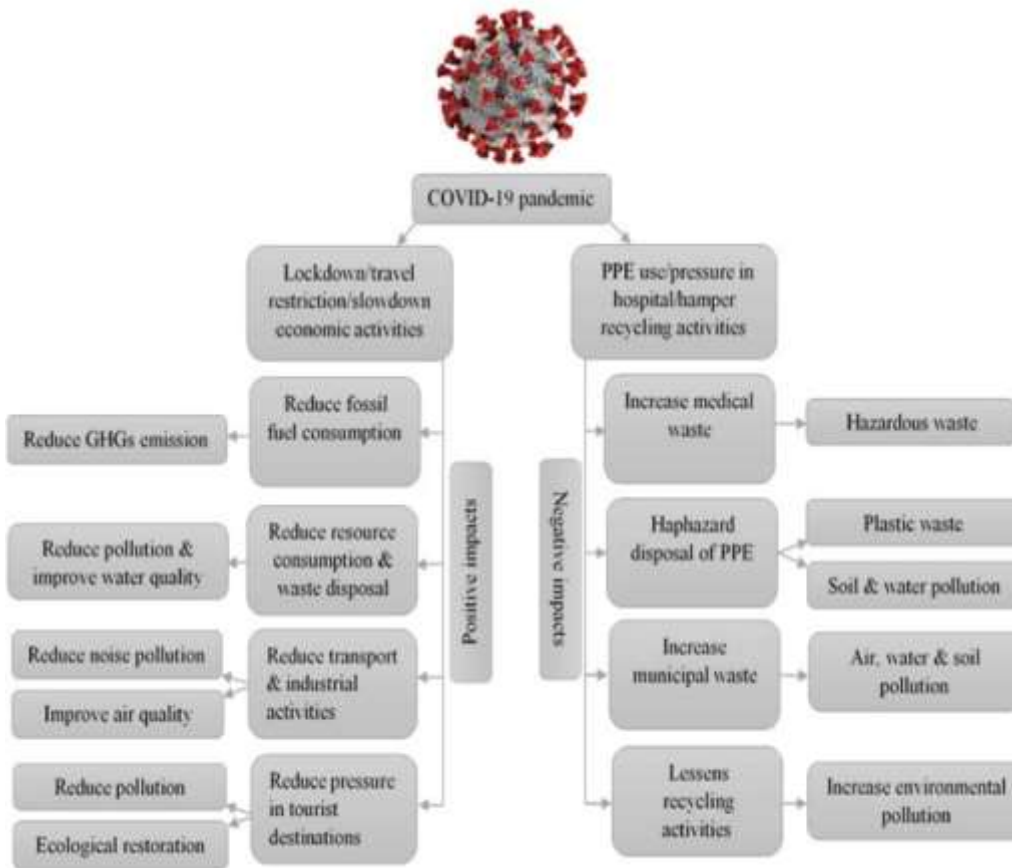 COVID-19 pandemic
Lockdown/travel
restriction/slowdown
economic activities
PPE use/pressure in
hospital/hamper
recycling activities
Reduce fossil
fuel consumption
Reduce GHGs emission
Reduce resource
consumption &
waste disposal
Reduce pollution &
improve water quality
Reduce transport
& industrial
activities
Reduce noise pollution
Improve air quality
Reduce pressure
in tourist
destinations
Reduce pollution
Ecological restoration
Positive impacts
Negative impacts
Increase medical
waste
Hazardous waste
Haphazard
disposal of PPE
Plastic waste
Soil & water pollution
Increase
municipal waste
Air, water & soil
pollution
Lessens
recycling
activities
Increase environmental
pollution